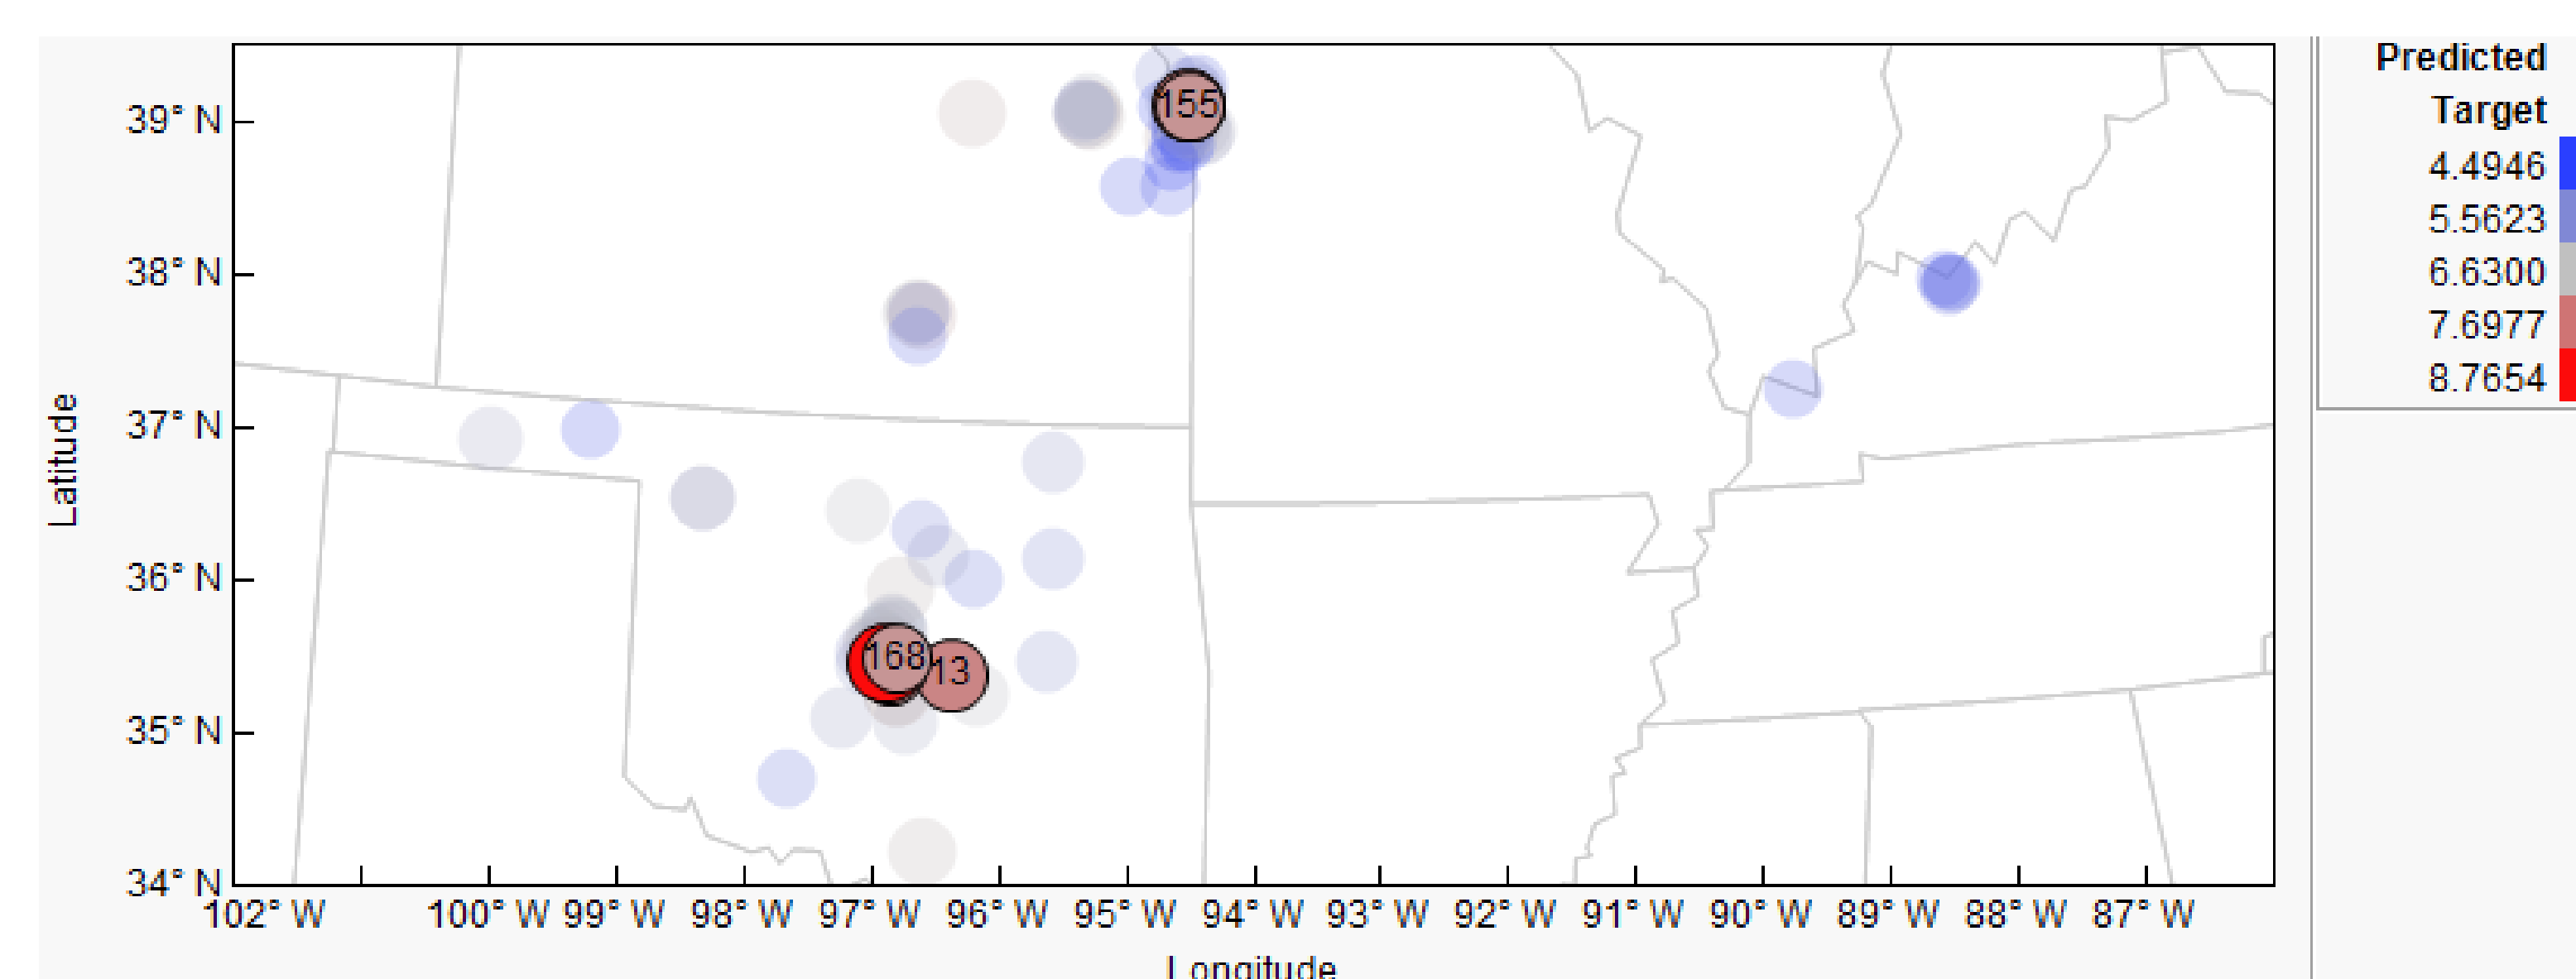 Predicted
Target
4.4946
5.5623
6.6300
7.6977
8.7654
Latitude
39° N
38° N
37° N
36° N
35° N
34° N
155
168
13
102° W 100° W 99° W 98° W 97° W 96° W 95° W 94° W 93° W 92° W 91° W 90° W 89° W 88° W 87° W
Longitude